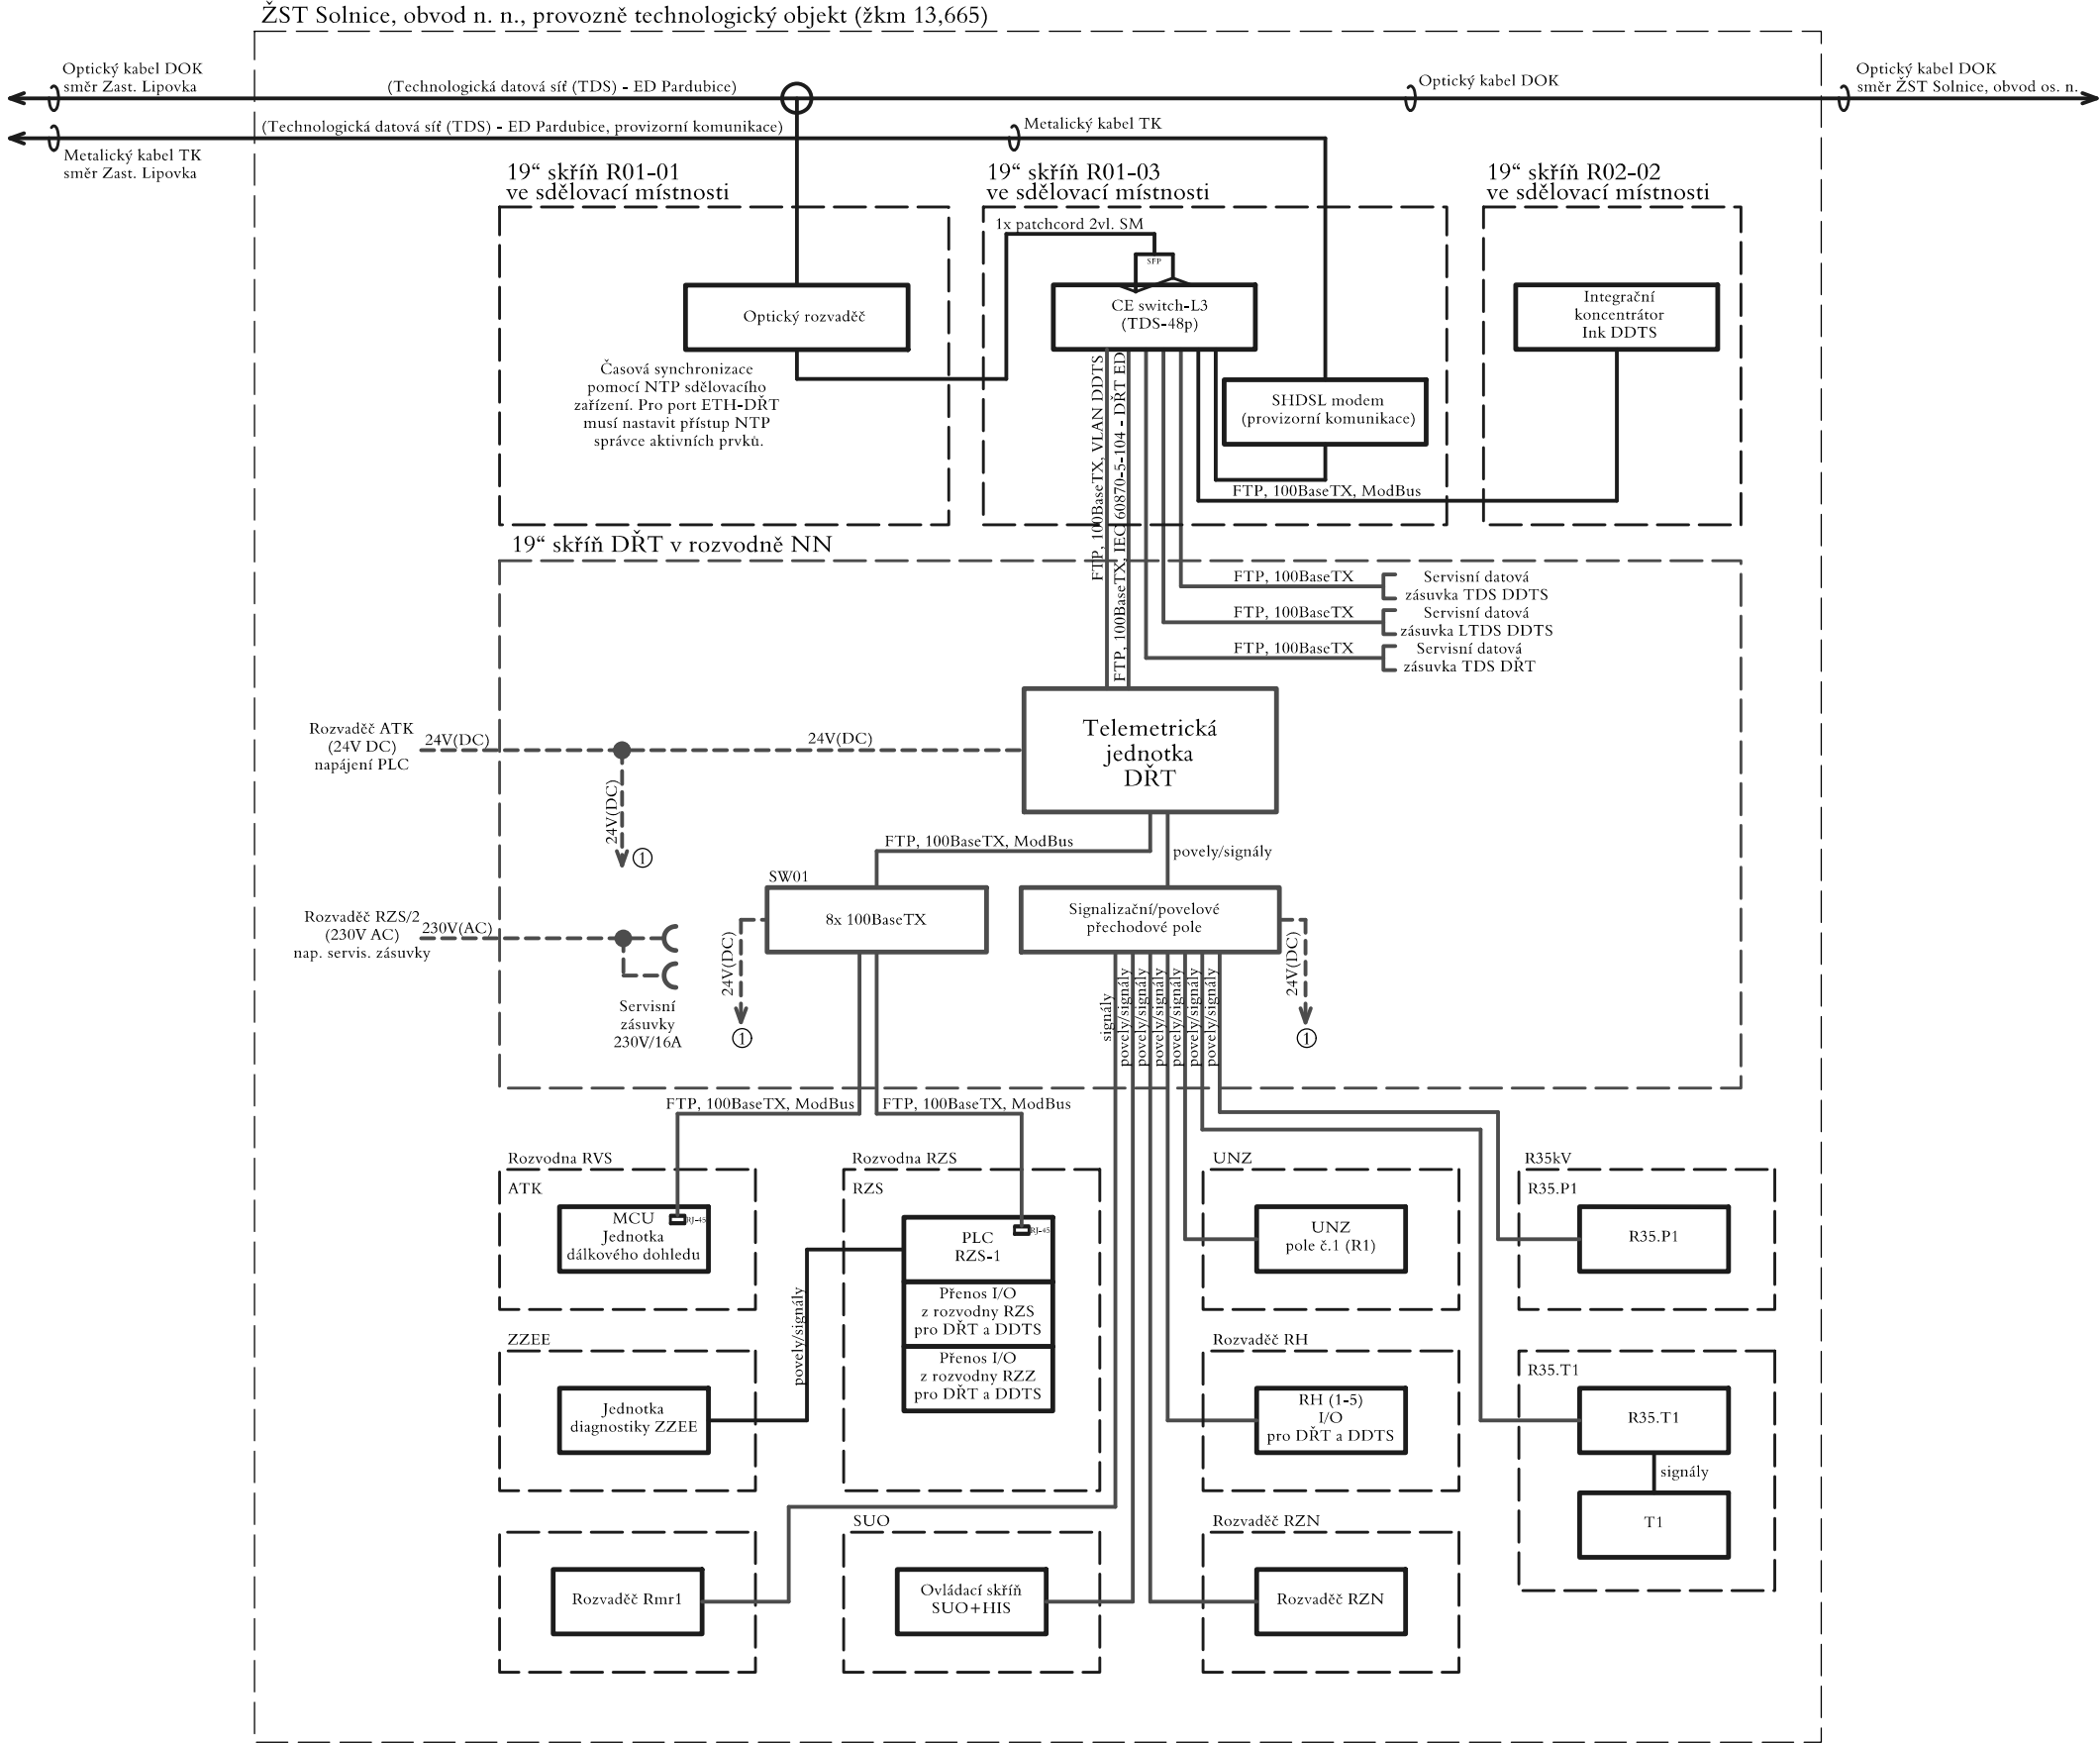 ŽST Solnice, obvod n. n., provozně technologický objekt (žkm 13,665)
Optický kabel DOK
směr Zast. Lipovka
(Technologická datová síť (TDS) - ED Pardubice)
Optický kabel DOK
Optický kabel DOK
směr ŽST Solnice, obvod os. n.
(Technologická datová síť (TDS) - ED Pardubice, provizorní komunikace)
Metalický kabel TK
Metalický kabel TK
směr Zast. Lipovka
19“ skříň R01-01
ve sdělovací místnosti
19“ skříň R01-03
ve sdělovací místnosti
19“ skříň R02-02
ve sdělovací místnosti
1x patchcord 2vl. SM
SFP
Optický rozvaděč
CE switch-L3
(TDS-48p)
Integrační
koncentrátor
Ink DDTS
Časová synchronizace
pomocí NTP sdělovacího
zařízení. Pro port ETH-DŘT
musí nastavit přístup NTP
správce aktivních prvků.
SHDSL modem
(provizorní komunikace)
FTP, 100BaseTX, VLAN DDTS
FTP, 100BaseTX, IEC 60870-5-104 - DŘT ED
FTP, 100BaseTX, ModBus
19“ skříň DŘT v rozvodně NN
FTP, 100BaseTX
Servisní datová
zásuvka TDS DDTS
FTP, 100BaseTX
Servisní datová
zásuvka LTDS DDTS
FTP, 100BaseTX
Servisní datová
zásuvka TDS DŘT
Rozvaděč ATK
(24V DC)
napájení PLC
24V(DC)
24V(DC)
24V(DC)
1
Telemetrická
jednotka
DŘT
FTP, 100BaseTX, ModBus
povely/signály
SW01
8x 100BaseTX
Signalizační/povelové
přechodové pole
Rozvaděč RZS/2
(230V AC)
nap. servis. zásuvky
230V(AC)
Servisní
zásuvky
230V/16A
24V(DC)
1
24V(DC)
1
signály
povely/signály
povely/signály
povely/signály
povely/signály
povely/signály
povely/signály
FTP, 100BaseTX, ModBus
FTP, 100BaseTX, ModBus
Rozvodna RVS
ATK
MCU
RJ-45
Jednotka
dálkového dohledu
Rozvodna RZS
RZS
PLC
RZS-1
RJ-45
Přenos I/O
z rozvodny RZS
pro DŘT a DDTS
Přenos I/O
z rozvodny RZZ
pro DŘT a DDTS
UNZ
UNZ
pole č.1 (R1)
R35kV
R35.P1
R35.P1
povely/signály
ZZEE
Jednotka
diagnostiky ZZEE
Rozvaděč RH
RH (1-5)
I/O
pro DŘT a DDTS
R35.T1
R35.T1
signály
T1
Rozvaděč Rmr1
SUO
Ovládací skříň
SUO+HIS
Rozvaděč RZN
Rozvaděč RZN